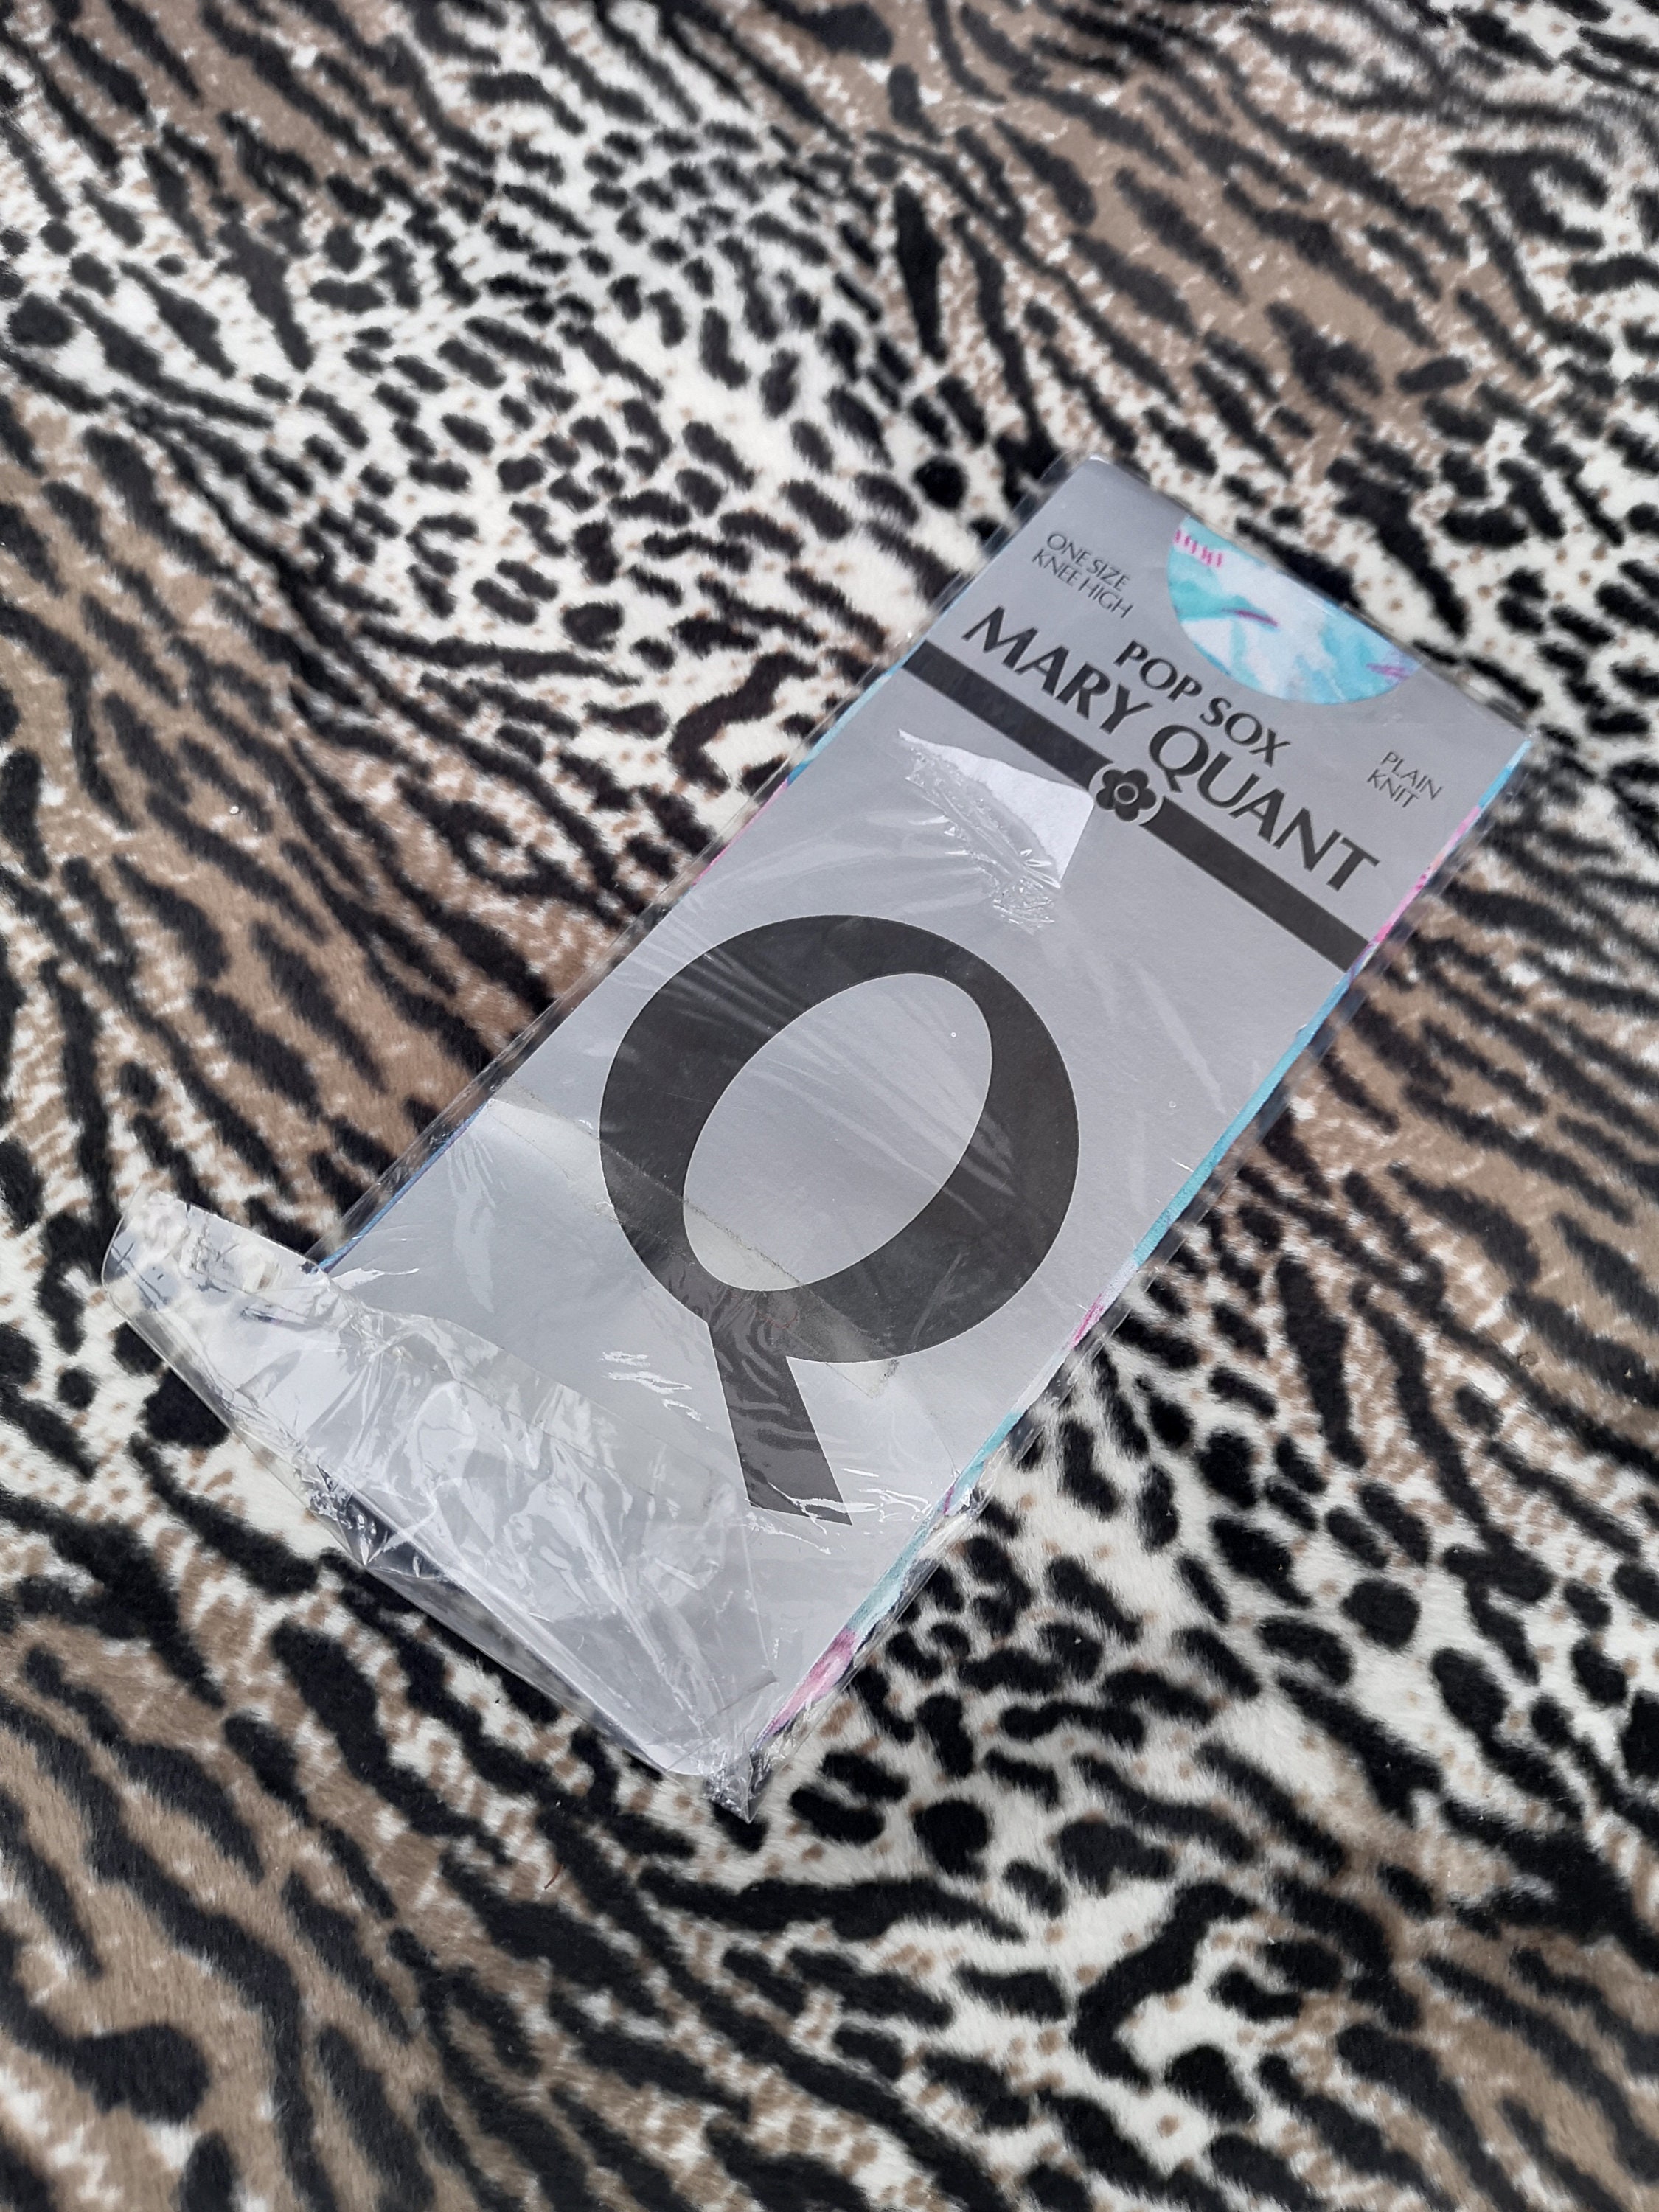 ONE SIZE
KNEE HIGH
POP SOX
MARY QUANT
PLAIN
KNIT
Q